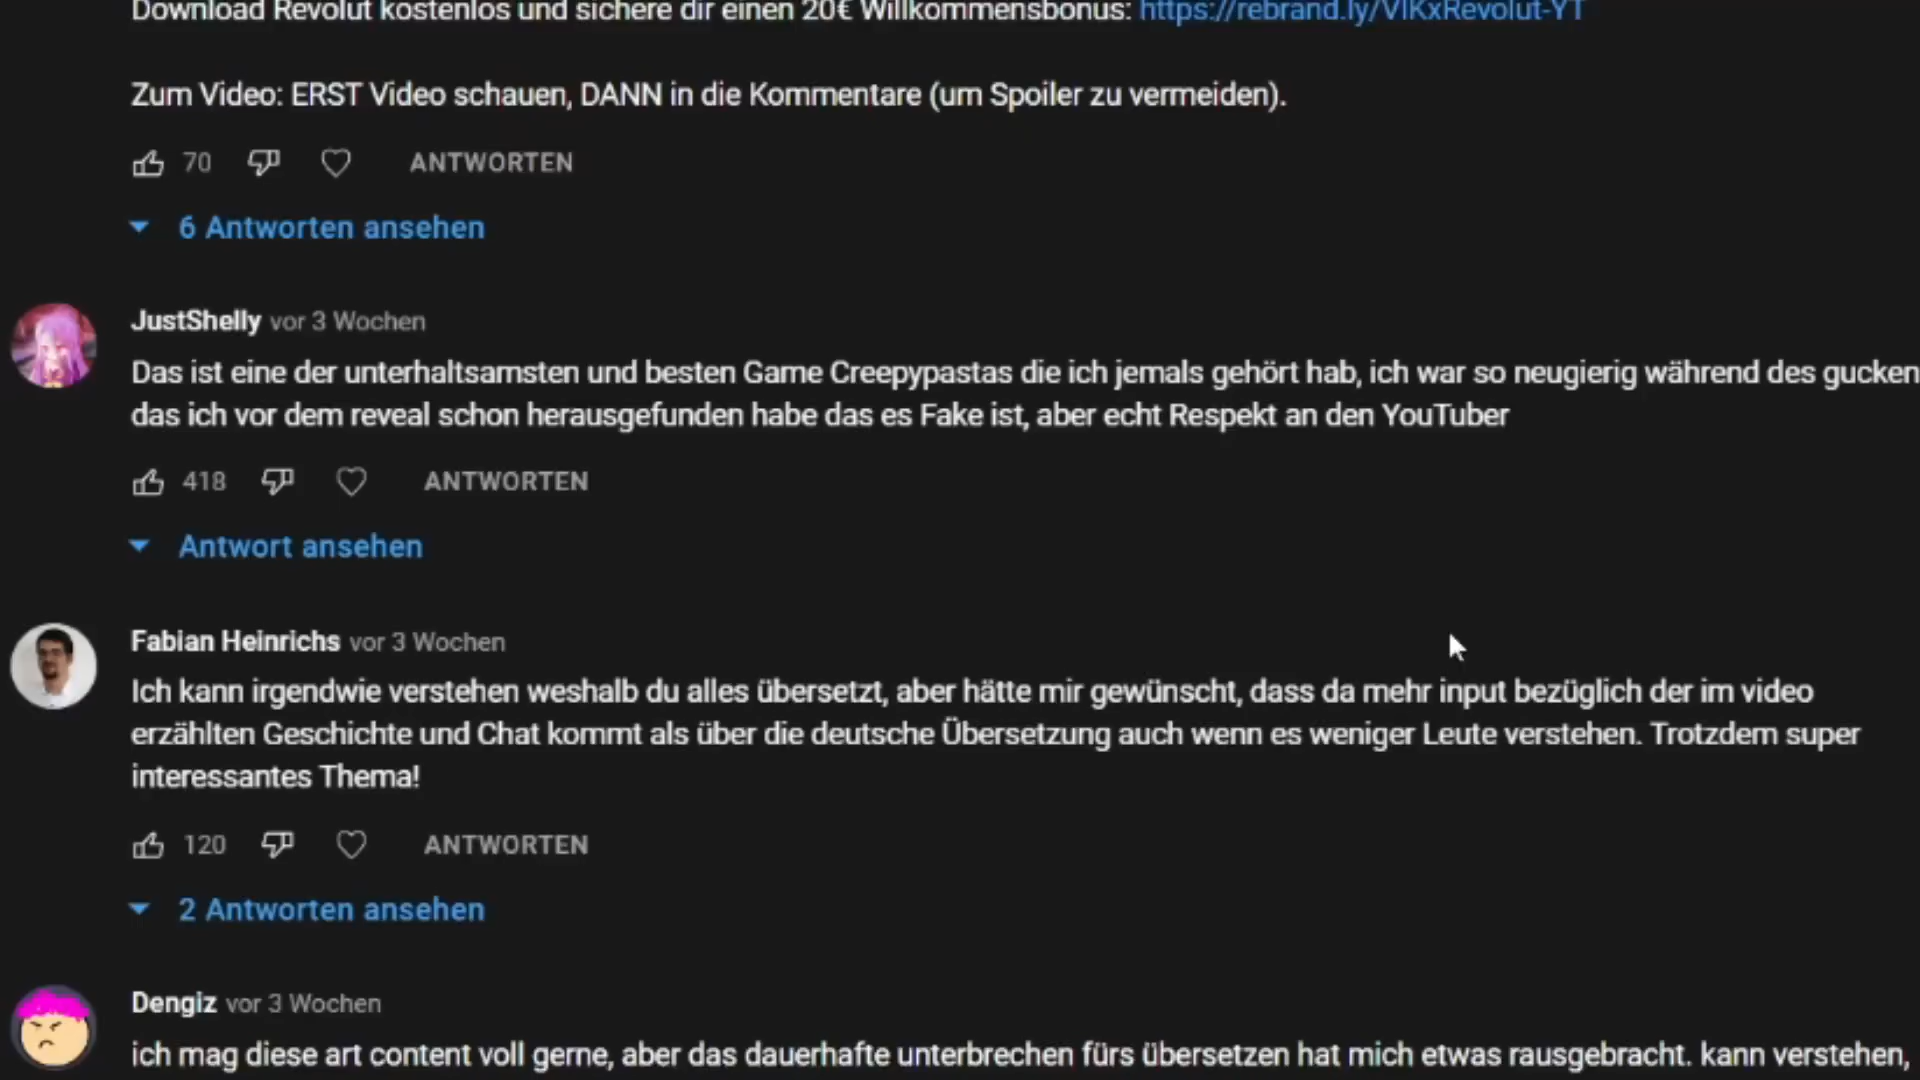 Download Revolut kostenlos und sichere dir einen 20€ Willkommensbonus: https://rebrand.ly/VIKxRevolut-YT
Zum Video: ERST Video schauen, DANN in die Kommentare (um Spoiler zu vermeiden).
70 ANTWORTEN
6 Antworten ansehen
JustShelly vor 3 Wochen
Das ist eine der unterhaltsamsten und besten Game Creepypastas die ich jemals gehört hab, ich war so neugierig während des gucken
das ich vor dem reveal schon herausgefunden habe das es Fake ist, aber echt Respekt an den YouTuber
418 ANTWORTEN
Antwort ansehen
Fabian Heinrichs vor 3 Wochen
Ich kann irgendwie verstehen weshalb du alles übersetzt, aber hätte mir gewünscht, dass da mehr input bezüglich der im video
erzählten Geschichte und Chat kommt als über die deutsche Übersetzung auch wenn es weniger Leute verstehen. Trotzdem super
interessantes Thema!
120 ANTWORTEN
2 Antworten ansehen
Dengiz vor 3 Wochen
ich mag diese art content voll gerne, aber das dauerhafte unterbrechen fürs übersetzen hat mich etwas rausgebracht. kann verstehen,